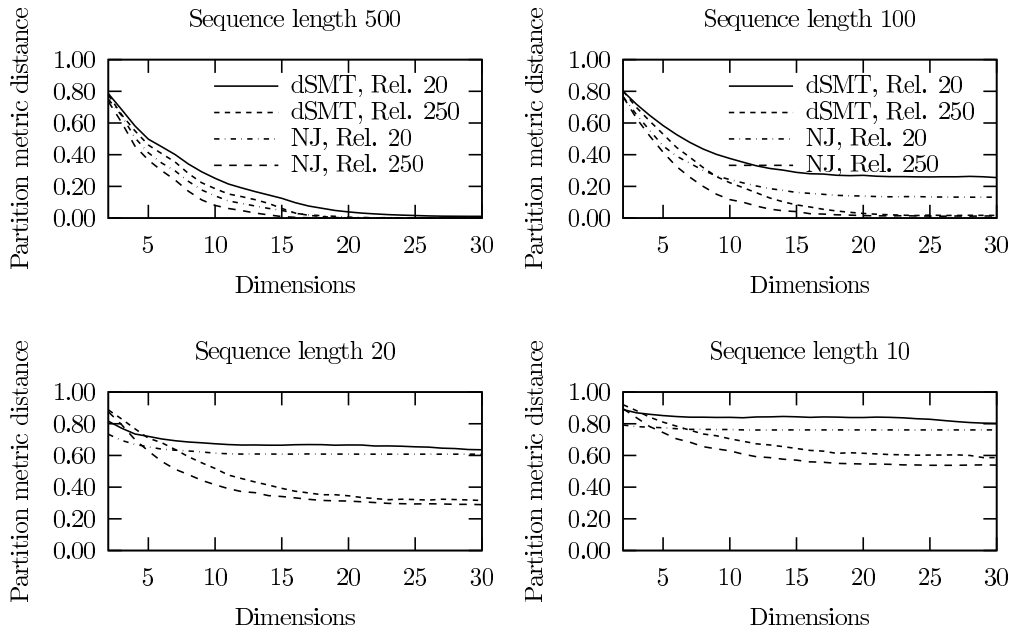 Sequence length 500
Partition metric distance
1.00
0.80
0.60
0.40
0.20
0.00
dSMT, Rel. 20
dSMT, Rel. 250
NJ, Rel. 20
NJ, Rel. 250
5 10 15 20 25 30
Dimensions
Sequence length 100
Partition metric distance
1.00
0.80
0.60
0.40
0.20
0.00
dSMT, Rel. 20
dSMT, Rel. 250
NJ, Rel. 20
NJ, Rel. 250
5 10 15 20 25 30
Dimensions
Sequence length 20
Partition metric distance
1.00
0.80
0.60
0.40
0.20
0.00
5 10 15 20 25 30
Dimensions
Sequence length 10
Partition metric distance
1.00
0.80
0.60
0.40
0.20
0.00
5 10 15 20 25 30
Dimensions